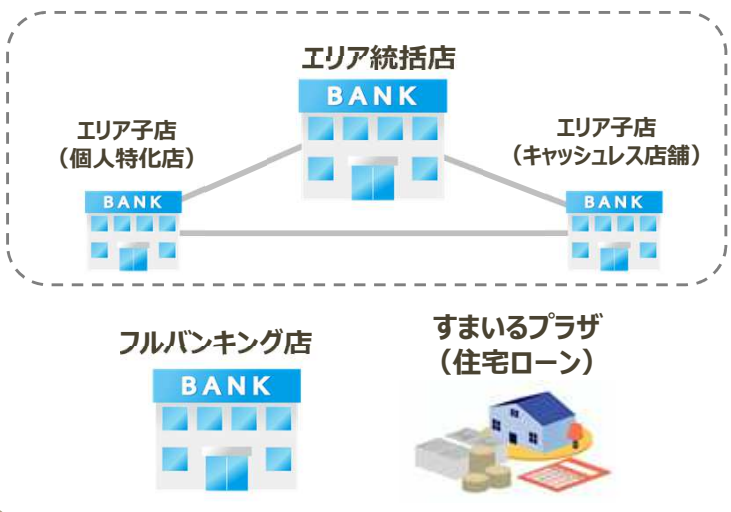 エリア統括店
BANK
エリア子店
（個人特化店）
BANK
エリア子店
（キャッシュレス店舗）
BANK
フルバンキング店
BANK
すまいるプラザ
（住宅ローン）